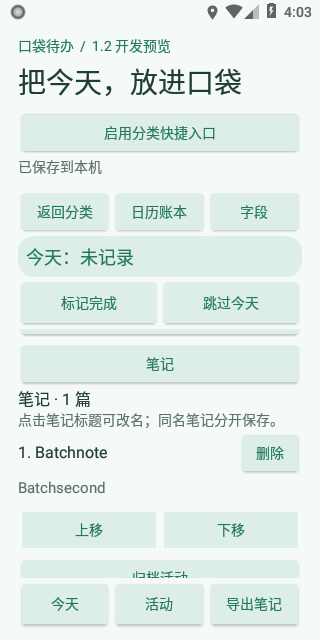 4:03
口袋待办 / 1.2 开发预览
把今天，放进口袋
启用分类快捷入口
已保存到本机
返回分类 日历账本 字段
今天：未记录
标记完成 跳过今天
笔记
笔记 · 1 篇
点击笔记标题可改名；同名笔记分开保存。
1. Batchnote 删除
Batchsecond
上移 下移
归档活动
今天 活动 导出笔记